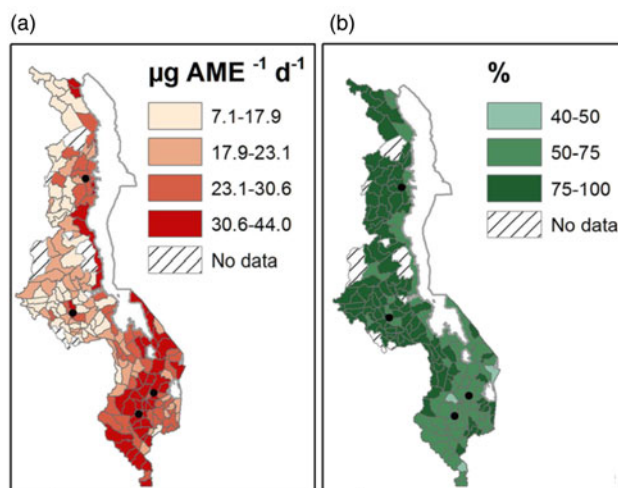 (a)
µg AME ⁻¹ d⁻¹
7.1-17.9
17.9-23.1
23.1-30.6
30.6-44.0
No data
(b)
%
40-50
50-75
75-100
No data